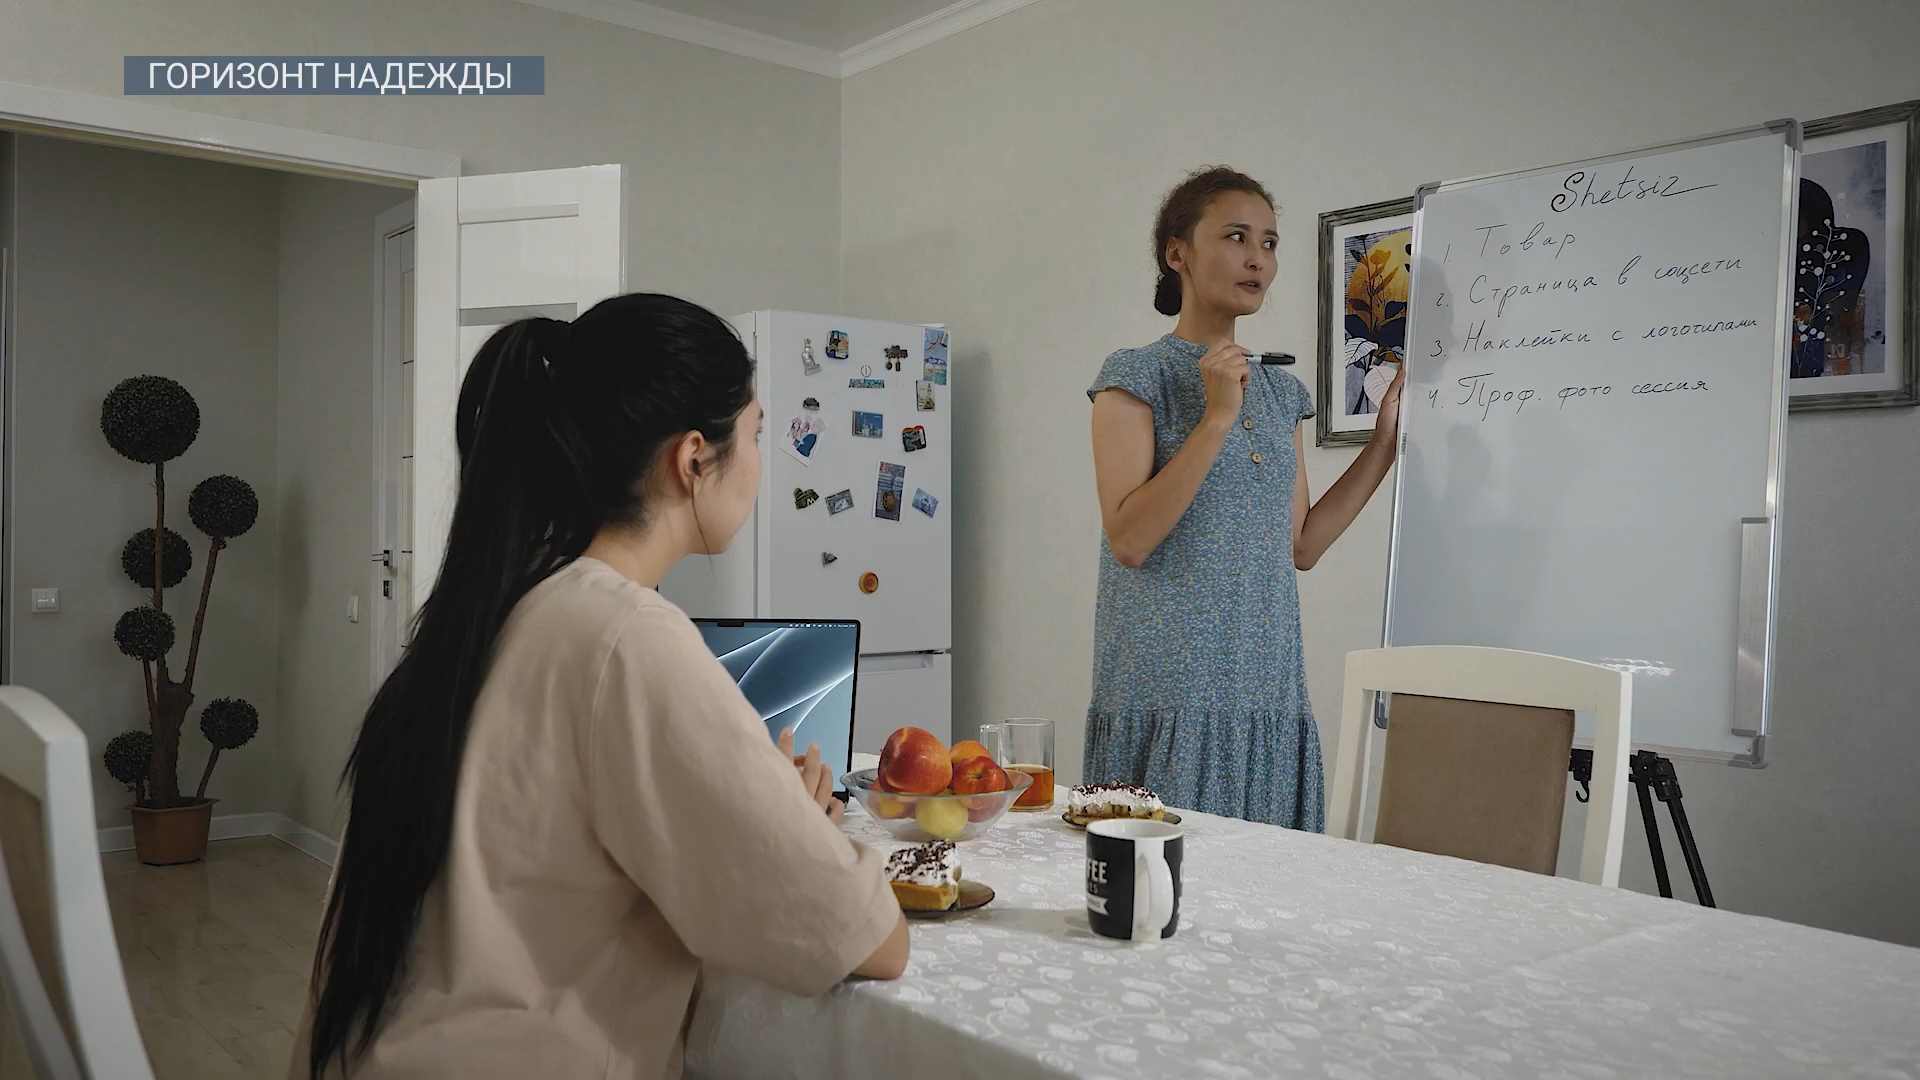 ГОРИЗОНТ НАДЕЖДЫ
Shetsiz
1. Товар
2. Страница в соцсети
3. Наклейки с логотипами
4. Проф. фото сессия